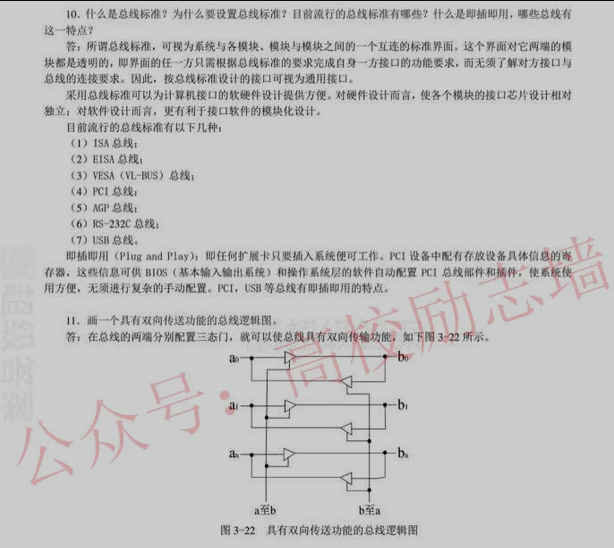 10．什么是总线标准？为什么要设置总线标准？目前流行的总线标准有哪些？什么是即插即用，哪些总线有
这一特点？
答：所谓总线标准，可视为系统与各模块、模块与模块之间的一个互连的标准界面。这个界面对它两端的模
块都是透明的，即界面的任一方只需根据总线标准的要求完成自身一方接口的功能要求，而无须了解对方接口与
总线的连接要求。因此，按总线标准设计的接口可视为通用接口。
采用总线标准可以为计算机接口的软硬件设计提供方便。对硬件设计而言，使各个模块的接口芯片设计相对
独立；对软件设计而言，更有利于接口软件的模块化设计。
目前流行的总线标准有以下几种：
（1）ISA 总线；
（2）EISA 总线；
（3）VESA（VL-BUS）总线；
（4）PCI 总线；
（5）AGP 总线；
（6）RS-232C 总线；
（7）USB 总线。
即插即用（Plug and Play）：即任何扩展卡只要插入系统便可工作。PCI 设备中配有存放设备具体信息的寄
存器，这些信息可供 BIOS（基本输入输出系统）和操作系统层的软件自动配置 PCI 总线部件和插件，使系统使
用方便，无须进行复杂的手动配置。PCI，USB 等总线有即插即用的特点。
11．画一个具有双向传送功能的总线逻辑图。
答：在总线的两端分别配置三态门，就可以使总线具有双向传输功能，如下图 3-22 所示。
a0 b0
a1 b1
an bn
a至b b至a
图 3-22 具有双向传送功能的总线逻辑图
公众号：高校励志墙
超级答案